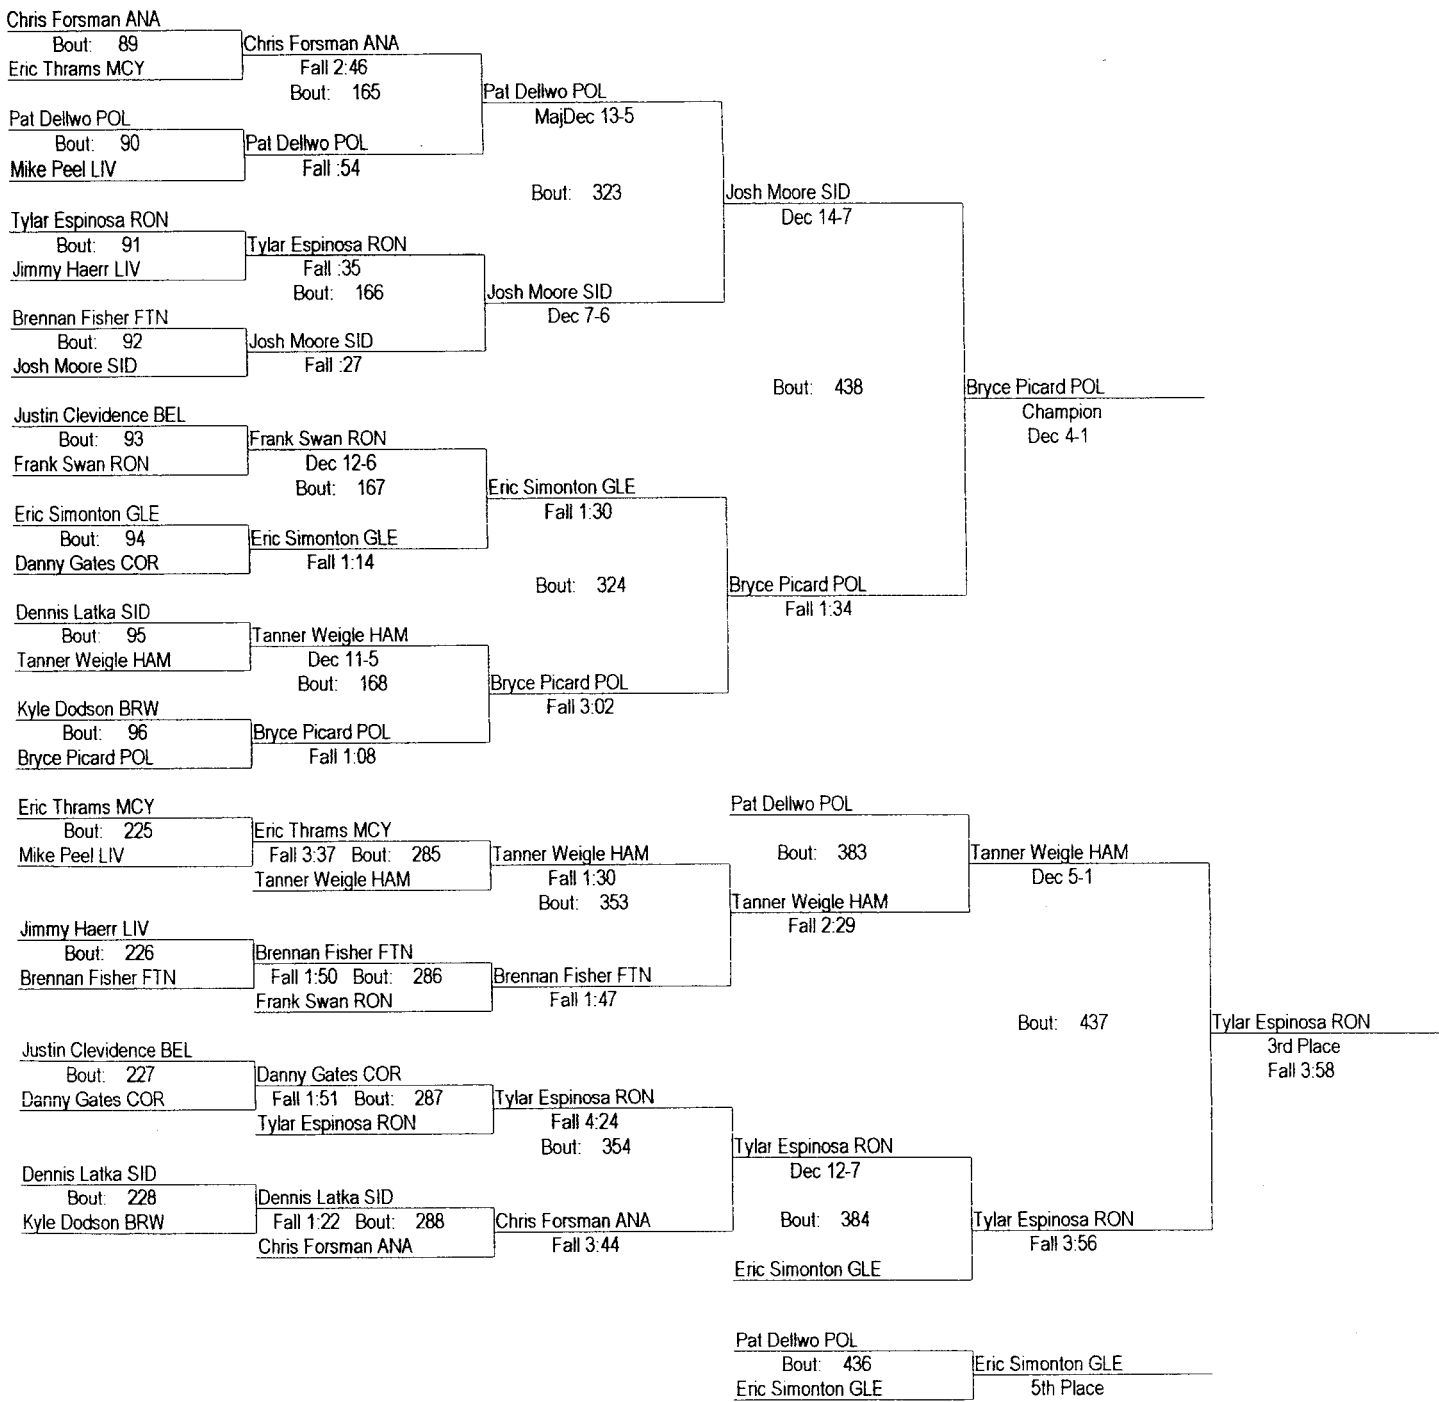 Chris Forsman ANA
Bout: 89
Eric Thrams MCY
Chris Forsman ANA
Fall 2:46
Bout: 165
Pat Dellwo POL
Bout: 90
Mike Peel LIV
Pat Dellwo POL
Fall :54
Pat Dellwo POL
MajDec 13-5
Bout: 323
Tylar Espinosa RON
Bout: 91
Jimmy Haerr LIV
Tylar Espinosa RON
Fall :35
Bout: 166
Brennan Fisher FTN
Bout: 92
Josh Moore SID
Josh Moore SID
Fall :27
Josh Moore SID
Dec 7-6
Josh Moore SID
Dec 14-7
Bout: 438
Justin Clevidence BEL
Bout: 93
Frank Swan RON
Frank Swan RON
Dec 12-6
Bout: 167
Eric Simonton GLE
Bout: 94
Danny Gates COR
Eric Simonton GLE
Fall 1:14
Eric Simonton GLE
Fall 1:30
Bout: 324
Dennis Latka SID
Bout: 95
Tanner Weigle HAM
Tanner Weigle HAM
Dec 11-5
Bout: 168
Kyle Dodson BRW
Bout: 96
Bryce Picard POL
Bryce Picard POL
Fall 1:08
Bryce Picard POL
Fall 3:02
Bryce Picard POL
Fall 1:34
Bryce Picard POL
Champion
Dec 4-1
Eric Thrams MCY
Bout: 225
Mike Peel LIV
Eric Thrams MCY
Fall 3:37 Bout: 285
Tanner Weigle HAM
Tanner Weigle HAM
Fall 1:30
Bout: 353
Jimmy Haerr LIV
Bout: 226
Brennan Fisher FTN
Brennan Fisher FTN
Fall 1:50 Bout: 286
Frank Swan RON
Brennan Fisher FTN
Fall 1:47
Pat Dellwo POL
Bout: 383
Tanner Weigle HAM
Fall 2:29
Tanner Weigle HAM
Dec 5-1
Bout: 437
Justin Clevidence BEL
Bout: 227
Danny Gates COR
Danny Gates COR
Fall 1:51 Bout: 287
Tylar Espinosa RON
Tylar Espinosa RON
Fall 4:24
Bout: 354
Dennis Latka SID
Bout: 228
Kyle Dodson BRW
Dennis Latka SID
Fall 1:22 Bout: 288
Chris Forsman ANA
Chris Forsman ANA
Fall 3:44
Tylar Espinosa RON
Dec 12-7
Bout: 384
Eric Simonton GLE
Tylar Espinosa RON
Fall 3:56
Tylar Espinosa RON
3rd Place
Fall 3:58
Pat Dellwo POL
Bout: 436
Eric Simonton GLE
Eric Simonton GLE
5th Place